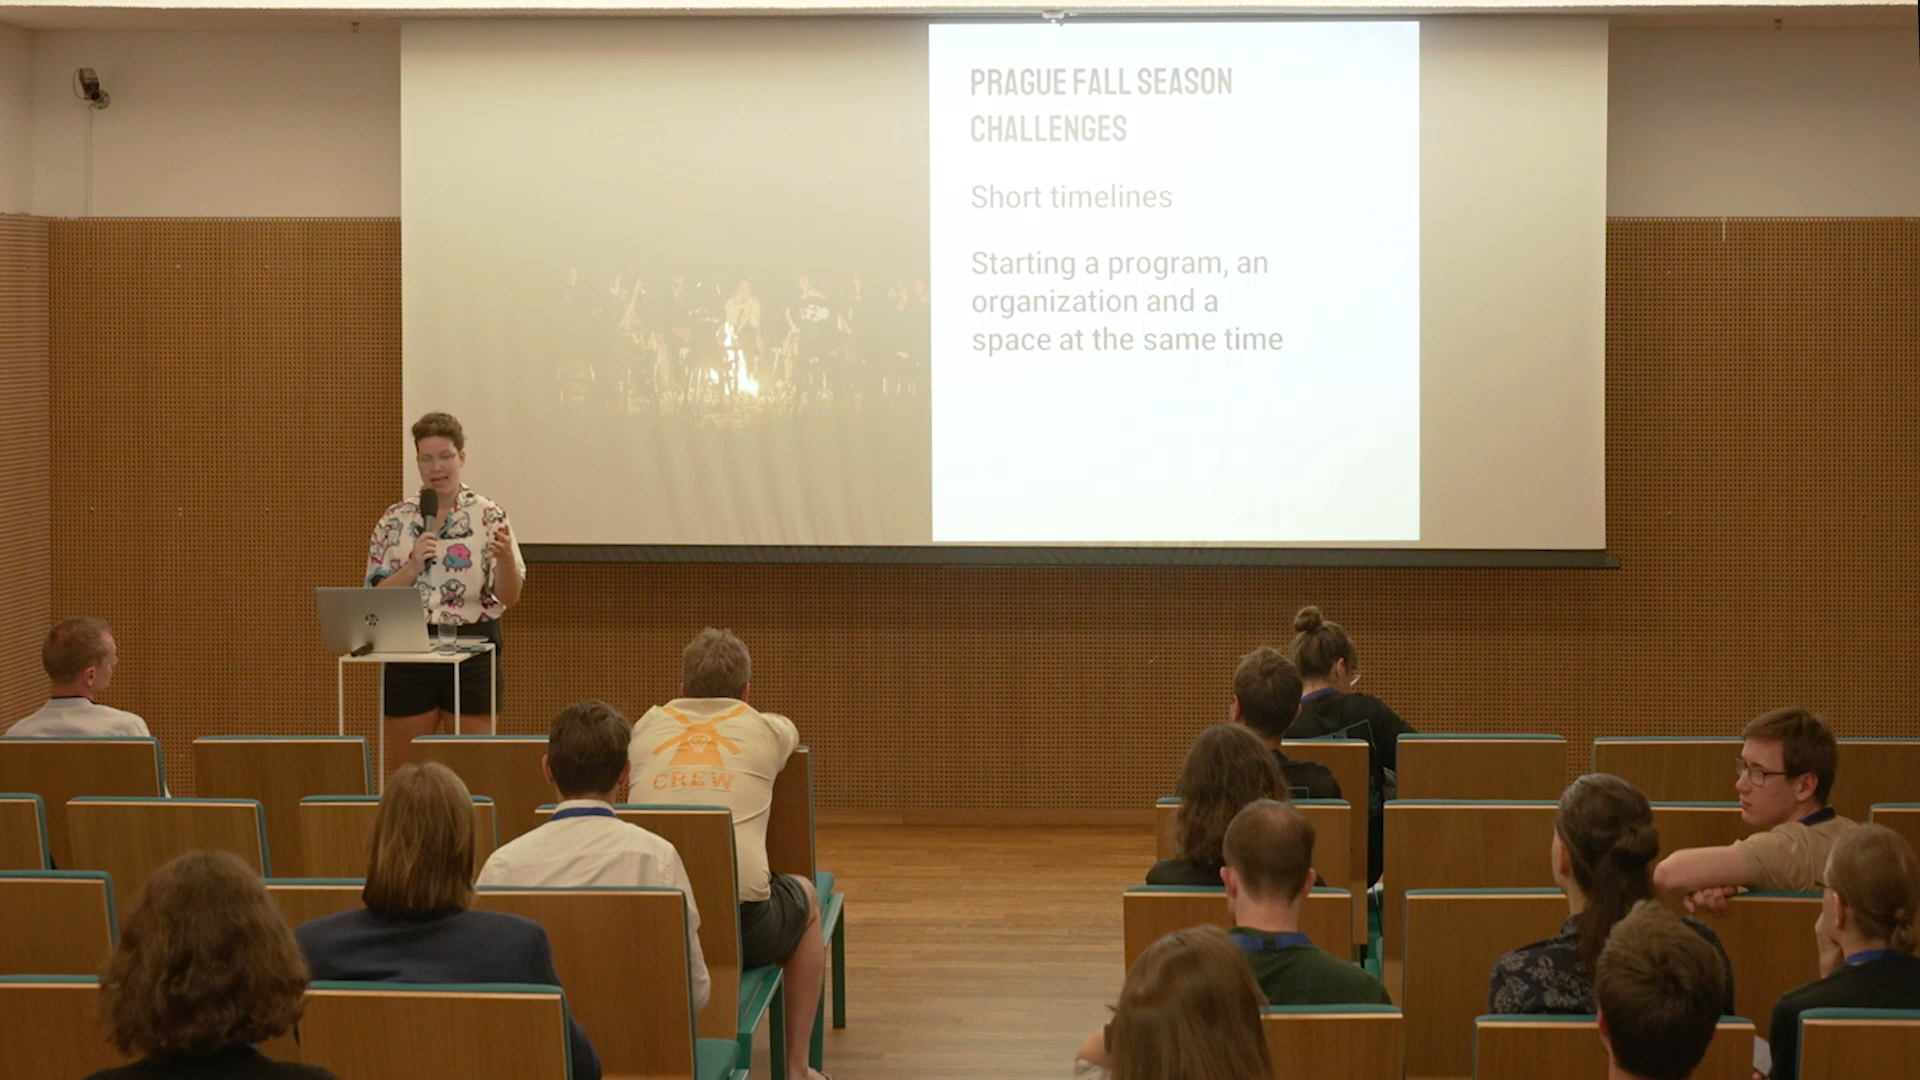 PRAGUE FALL SEASON
CHALLENGES
Short timelines
Starting a program, an
organization and a
space at the same time
CREW